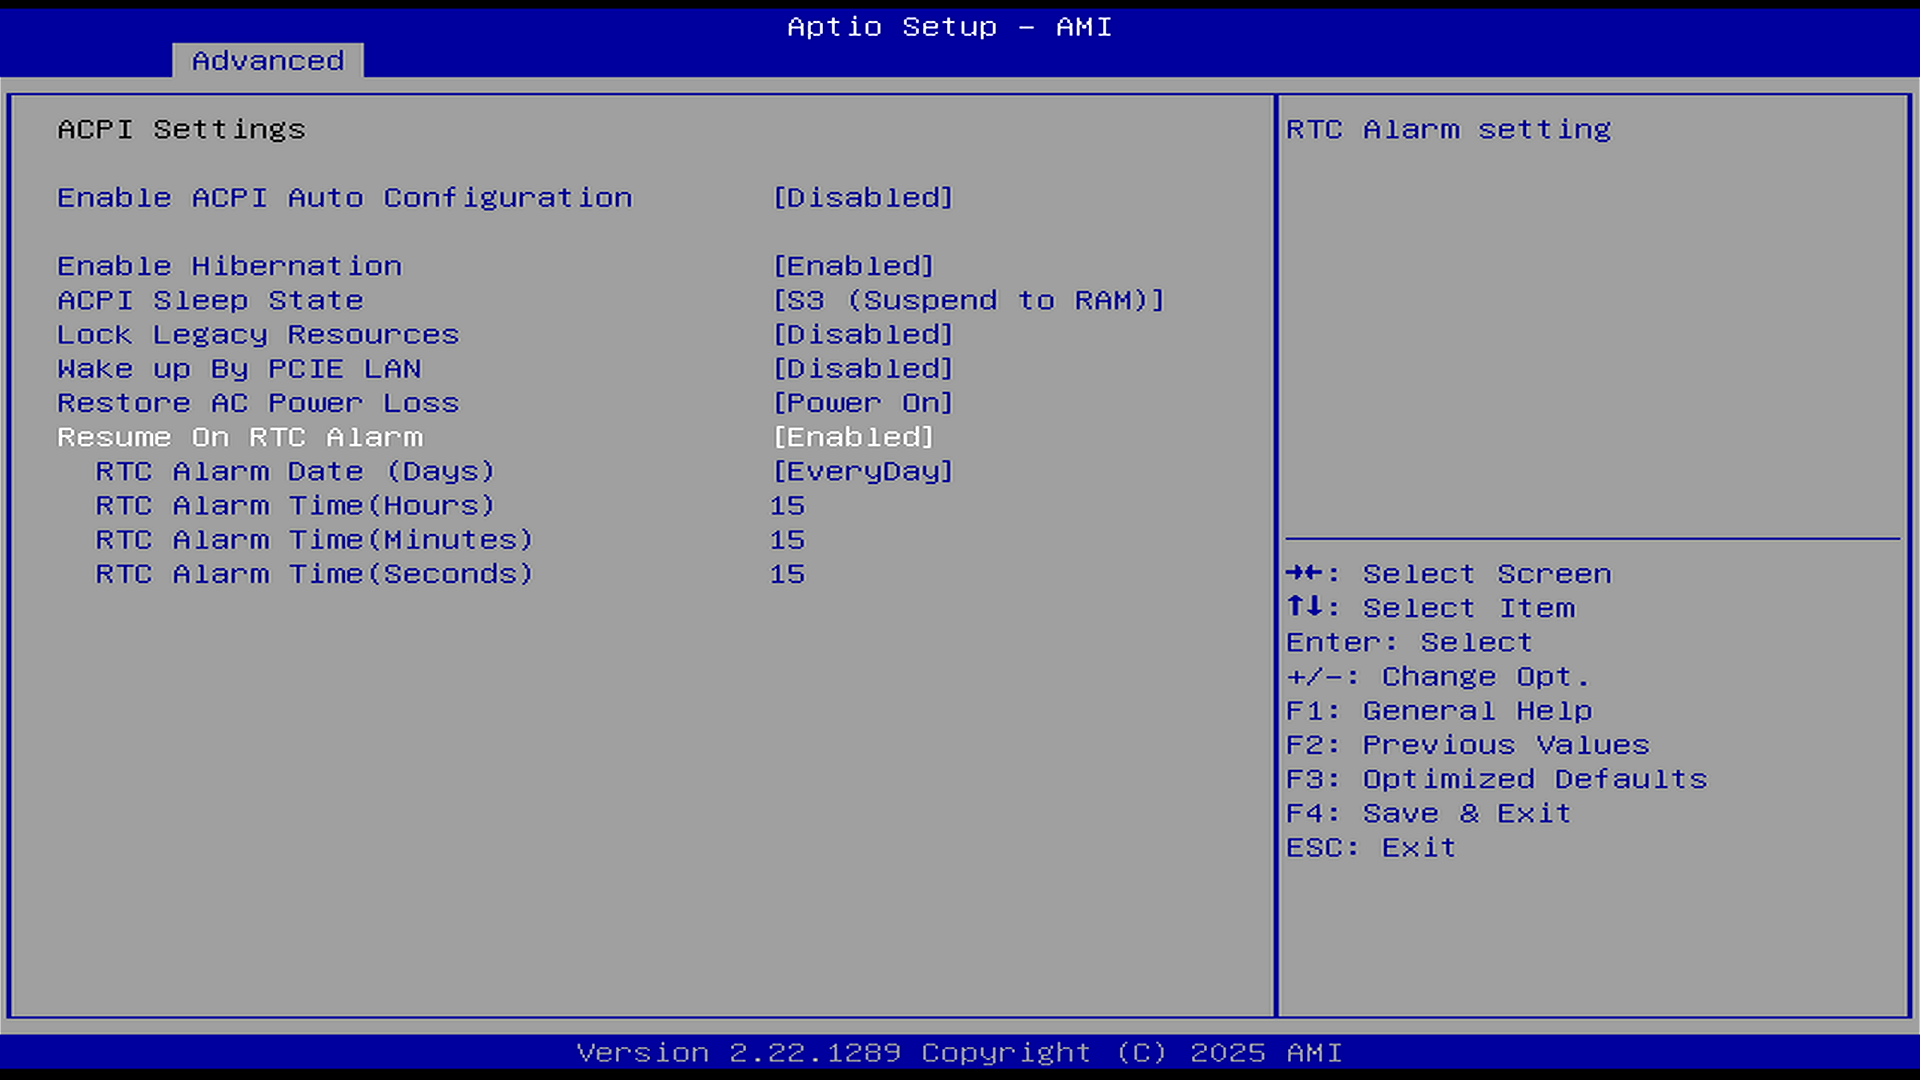 Aptio Setup – AMI
Advanced
ACPI Settings
Enable ACPI Auto Configuration [Disabled]
Enable Hibernation [Enabled]
ACPI Sleep State [S3 (Suspend to RAM)]
Lock Legacy Resources [Disabled]
Wake up By PCIE LAN [Disabled]
Restore AC Power Loss [Power On]
Resume On RTC Alarm [Enabled]
RTC Alarm Date (Days) [EveryDay]
RTC Alarm Time(Hours) 15
RTC Alarm Time(Minutes) 15
RTC Alarm Time(Seconds) 15
RTC Alarm setting
→←: Select Screen
↑↓: Select Item
Enter: Select
+/-: Change Opt.
F1: General Help
F2: Previous Values
F3: Optimized Defaults
F4: Save & Exit
ESC: Exit
Version 2.22.1289 Copyright (C) 2025 AMI